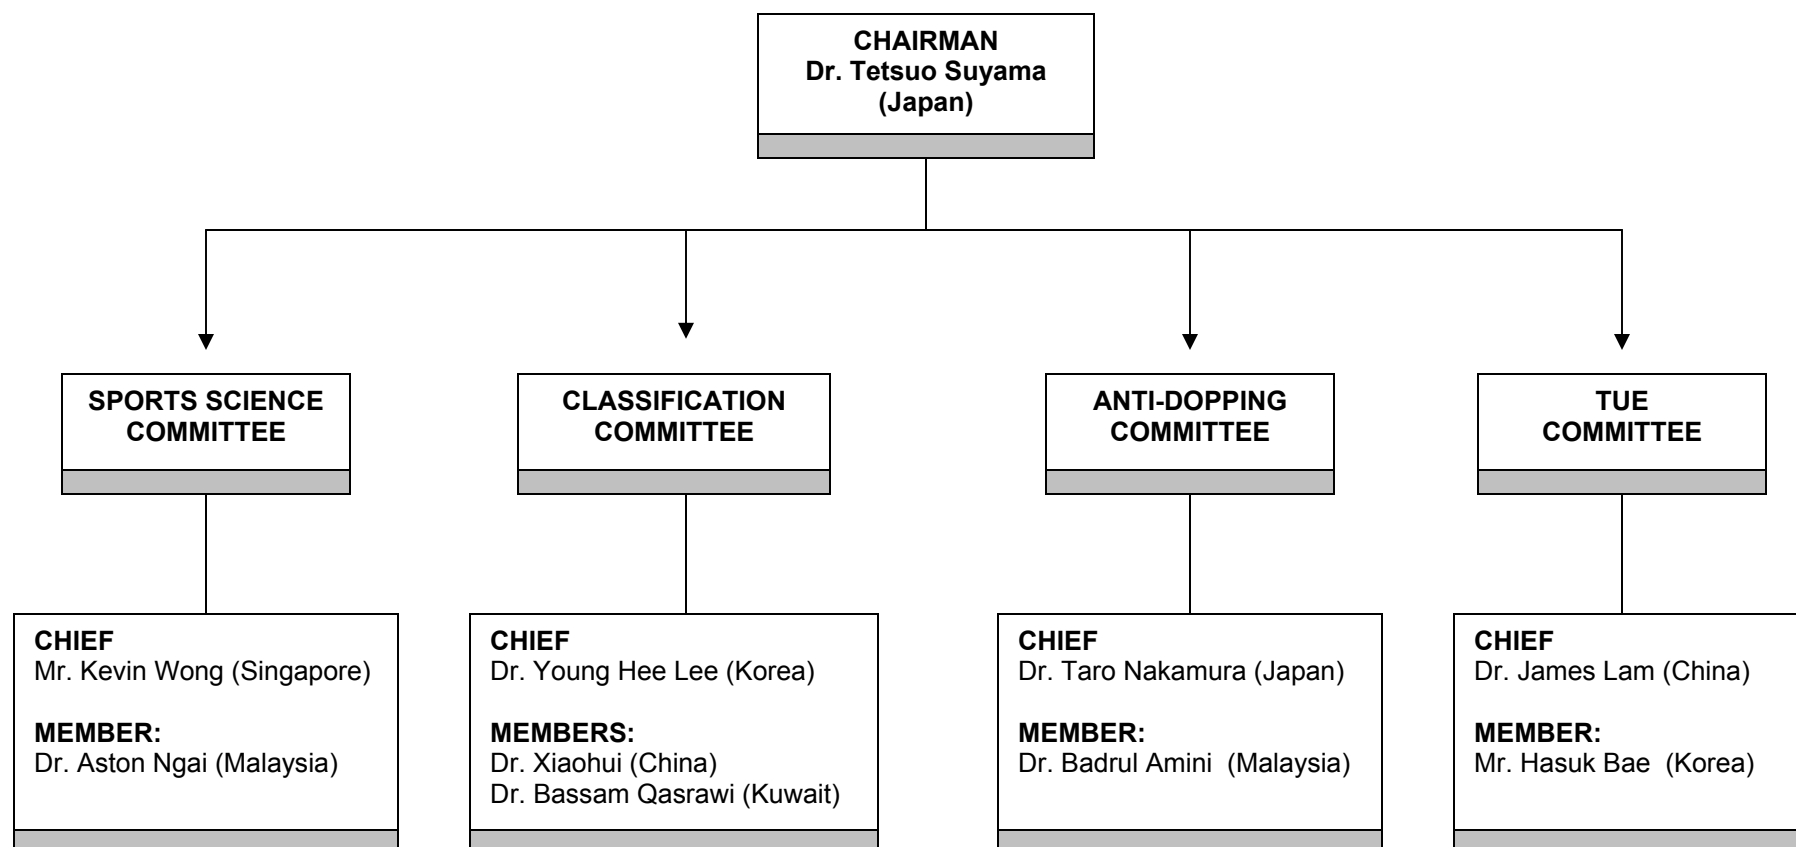 CHAIRMAN
Dr. Tetsuo Suyama
(Japan)
SPORTS SCIENCE
COMMITTEE
CLASSIFICATION
COMMITTEE
ANTI-DOPPING
COMMITTEE
TUE
COMMITTEE
CHIEF
Mr. Kevin Wong (Singapore)
MEMBER:
Dr. Aston Ngai (Malaysia)
CHIEF
Dr. Young Hee Lee (Korea)
MEMBERS:
Dr. Xiaohui (China)
Dr. Bassam Qasrawi (Kuwait)
CHIEF
Dr. Taro Nakamura (Japan)
MEMBER:
Dr. Badrul Amini (Malaysia)
CHIEF
Dr. James Lam (China)
MEMBER:
Mr. Hasuk Bae (Korea)